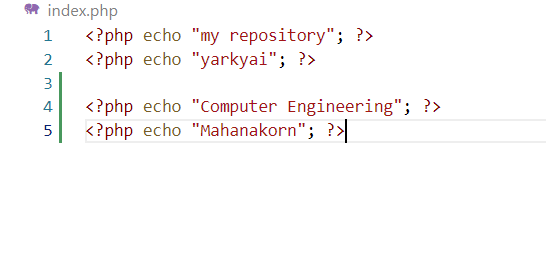 index.php
1 <?php echo "my repository"; ?>
2 <?php echo "yarkyai"; ?>
3
4 <?php echo "Computer Engineering"; ?>
5 <?php echo "Mahanakorn"; ?>